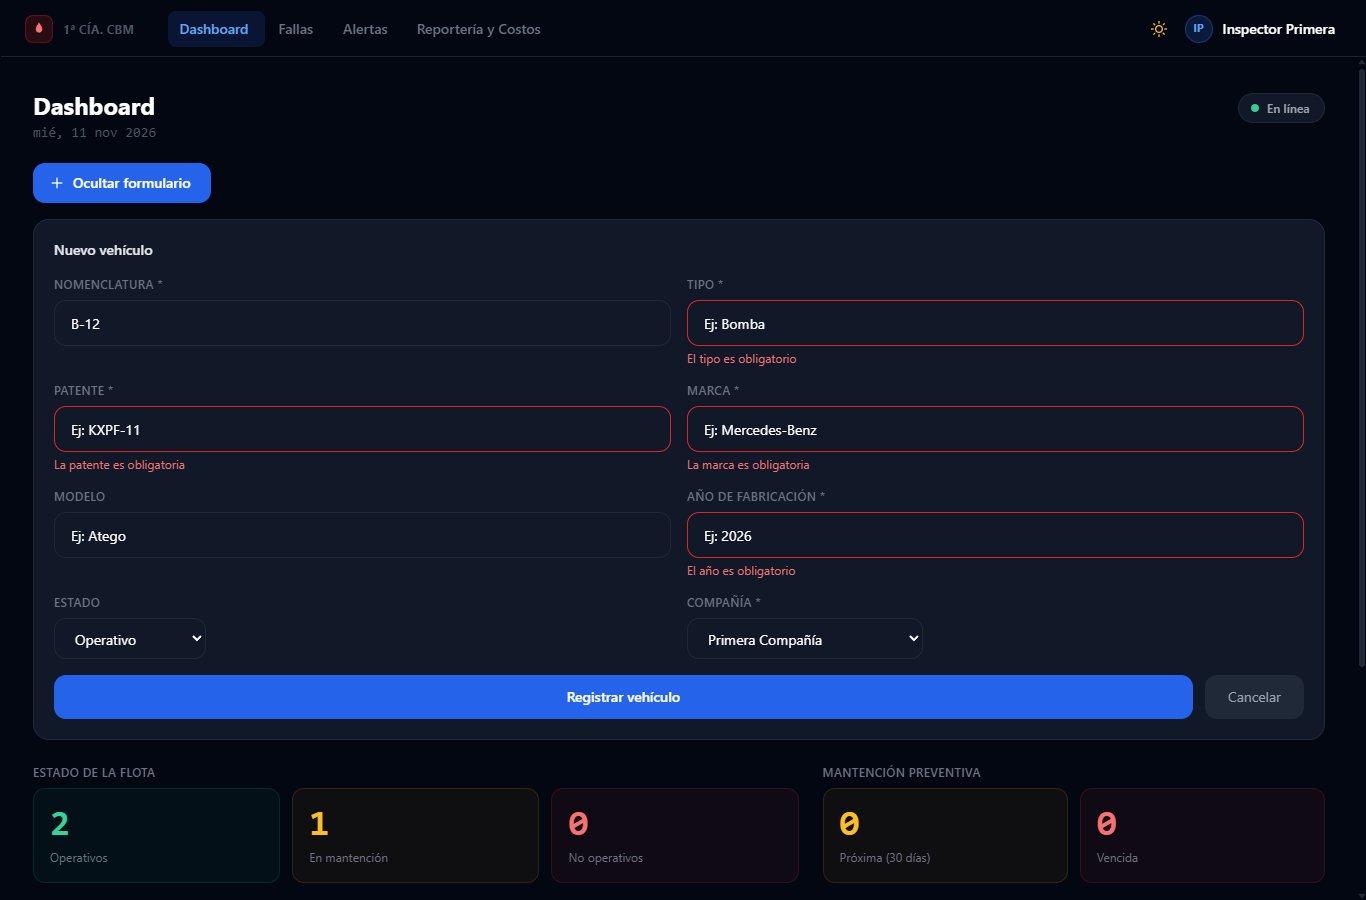 1ª CÍA. CBM Dashboard Fallas Alertas Reportería y Costos IP Inspector Primera
Dashboard
mié, 11 nov 2026
En línea
+ Ocultar formulario
Nuevo vehículo
NOMENCLATURA * TIPO *
B-12 Ej: Bomba
El tipo es obligatorio
PATENTE * MARCA *
Ej: KXPF-11 Ej: Mercedes-Benz
La patente es obligatoria La marca es obligatoria
MODELO AÑO DE FABRICACIÓN *
Ej: Atego Ej: 2026
El año es obligatorio
ESTADO COMPAÑÍA *
Operativo Primera Compañía
Registrar vehículo Cancelar
ESTADO DE LA FLOTA MANTENCIÓN PREVENTIVA
2 1 0 0 0
Operativos En mantención No operativos Próxima (30 días) Vencida